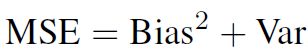 MSE = Bias² + Var